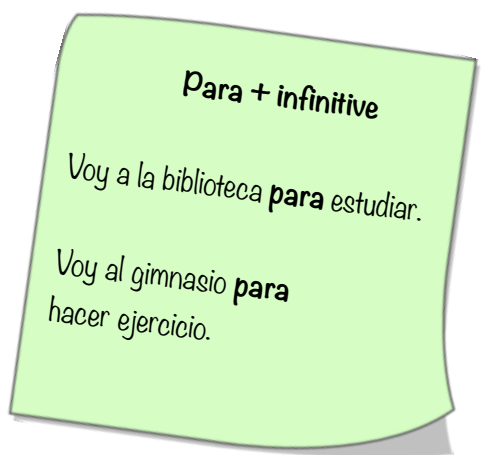 Para + infinitive
Voy a la biblioteca para estudiar.
Voy al gimnasio para
hacer ejercicio.